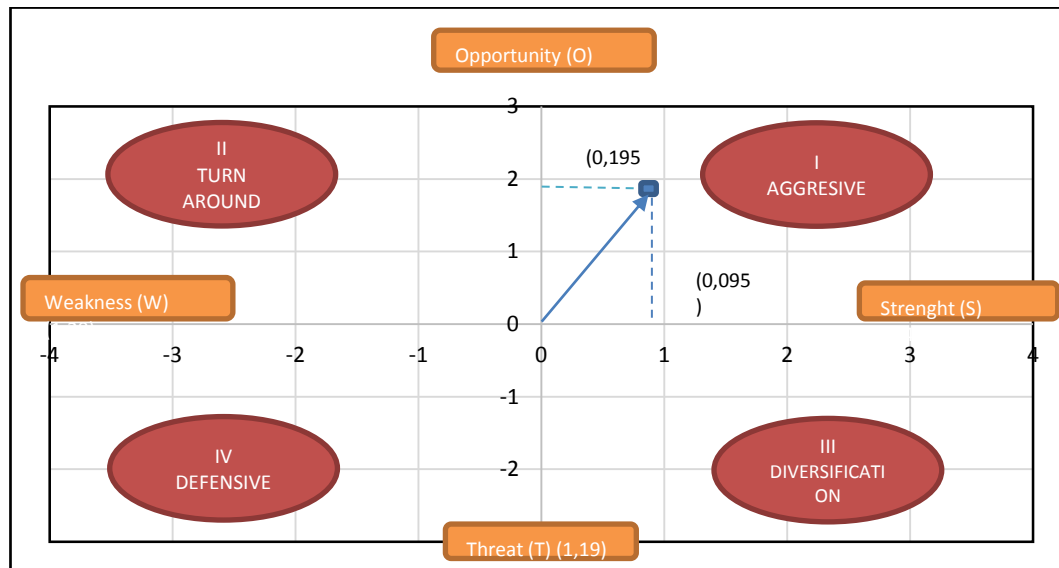 Opportunity (O)
3
II
TURN
AROUND
(0,195
I
AGGRESIVE
2
1
Weakness (W)
(0,095
)
Strenght (S)
0
-4
-3
-2
-1
0
1
2
3
4
-1
IV
DEFENSIVE
-2
III
DIVERSIFICATI
ON
Threat (T) (1,19)